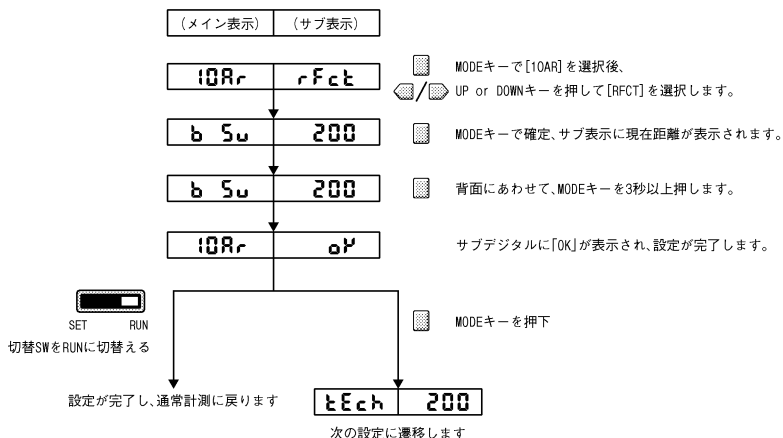 (メイン表示) (サブ表示)
10Ar rFct
MODEキーで[10AR]を選択後、
/ UP or DOWNキーを押して[RFCT]を選択します。
b Su 200
MODEキーで確定、サブ表示に現在距離が表示されます。
b Su 200
背面にあわせて、MODEキーを3秒以上押します。
10Ar oK
サブデジタルに「OK」が表示され、設定が完了します。
SET RUN
切替SWをRUNに切替える
MODEキーを押下
設定が完了し、通常計測に戻ります
tEch 200
次の設定に遷移します